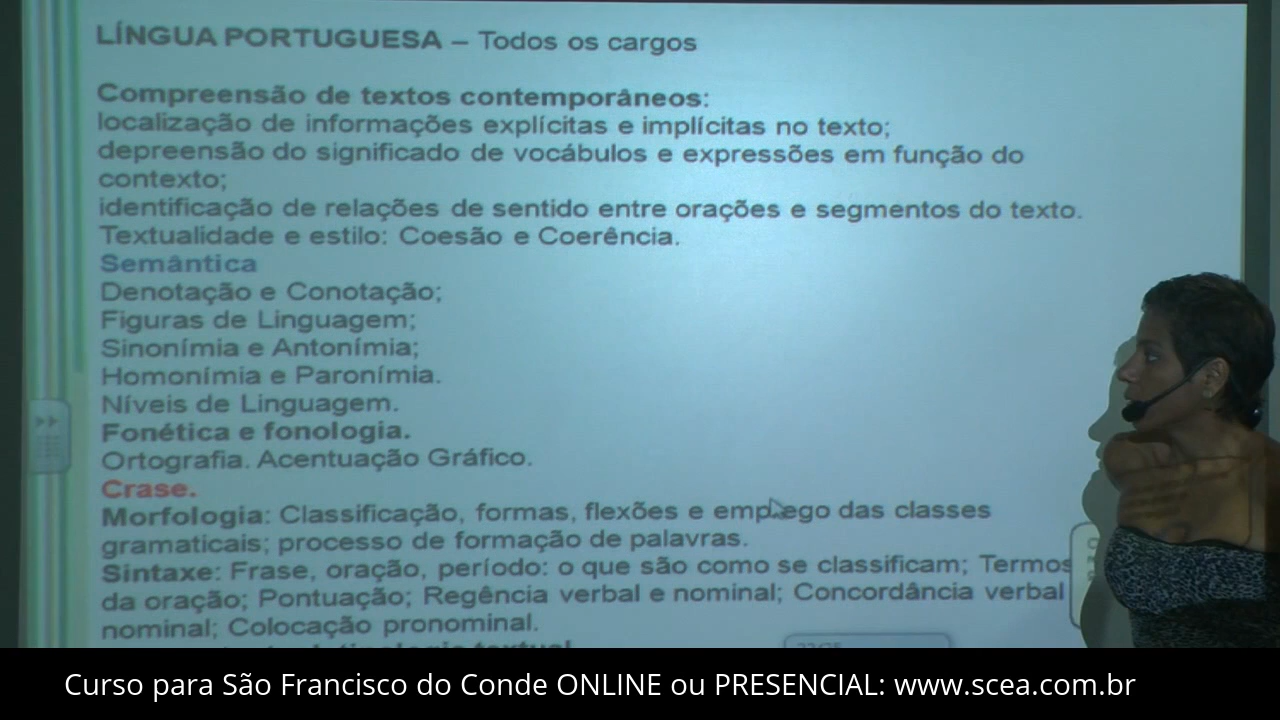 LÍNGUA PORTUGUESA – Todos os cargos
Compreensão de textos contemporâneos:
localização de informações explícitas e implícitas no texto;
depreensão do significado de vocábulos e expressões em função do
contexto;
identificação de relações de sentido entre orações e segmentos do texto.
Textualidade e estilo: Coesão e Coerência.
Semântica
Denotação e Conotação;
Figuras de Linguagem;
Sinonímia e Antonímia;
Homonímia e Paronímia.
Níveis de Linguagem.
Fonética e fonologia.
Ortografia. Acentuação Gráfico.
Crase.
Morfologia: Classificação, formas, flexões e emprego das classes
gramaticais; processo de formação de palavras.
Sintaxe: Frase, oração, período: o que são como se classificam; Termos
da oração; Pontuação; Regência verbal e nominal; Concordância verbal
nominal; Colocação pronominal.
textual
Curso para São Francisco do Conde ONLINE ou PRESENCIAL: www.scea.com.br